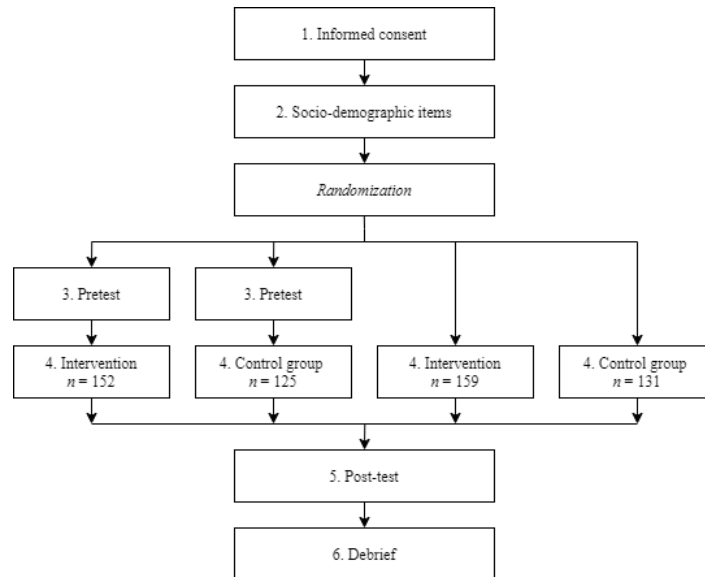 1. Informed consent
2. Socio-demographic items
Randomization
3. Pretest
3. Pretest
4. Intervention
n = 152
4. Control group
n = 125
4. Intervention
n = 159
4. Control group
n = 131
5. Post-test
6. Debrief